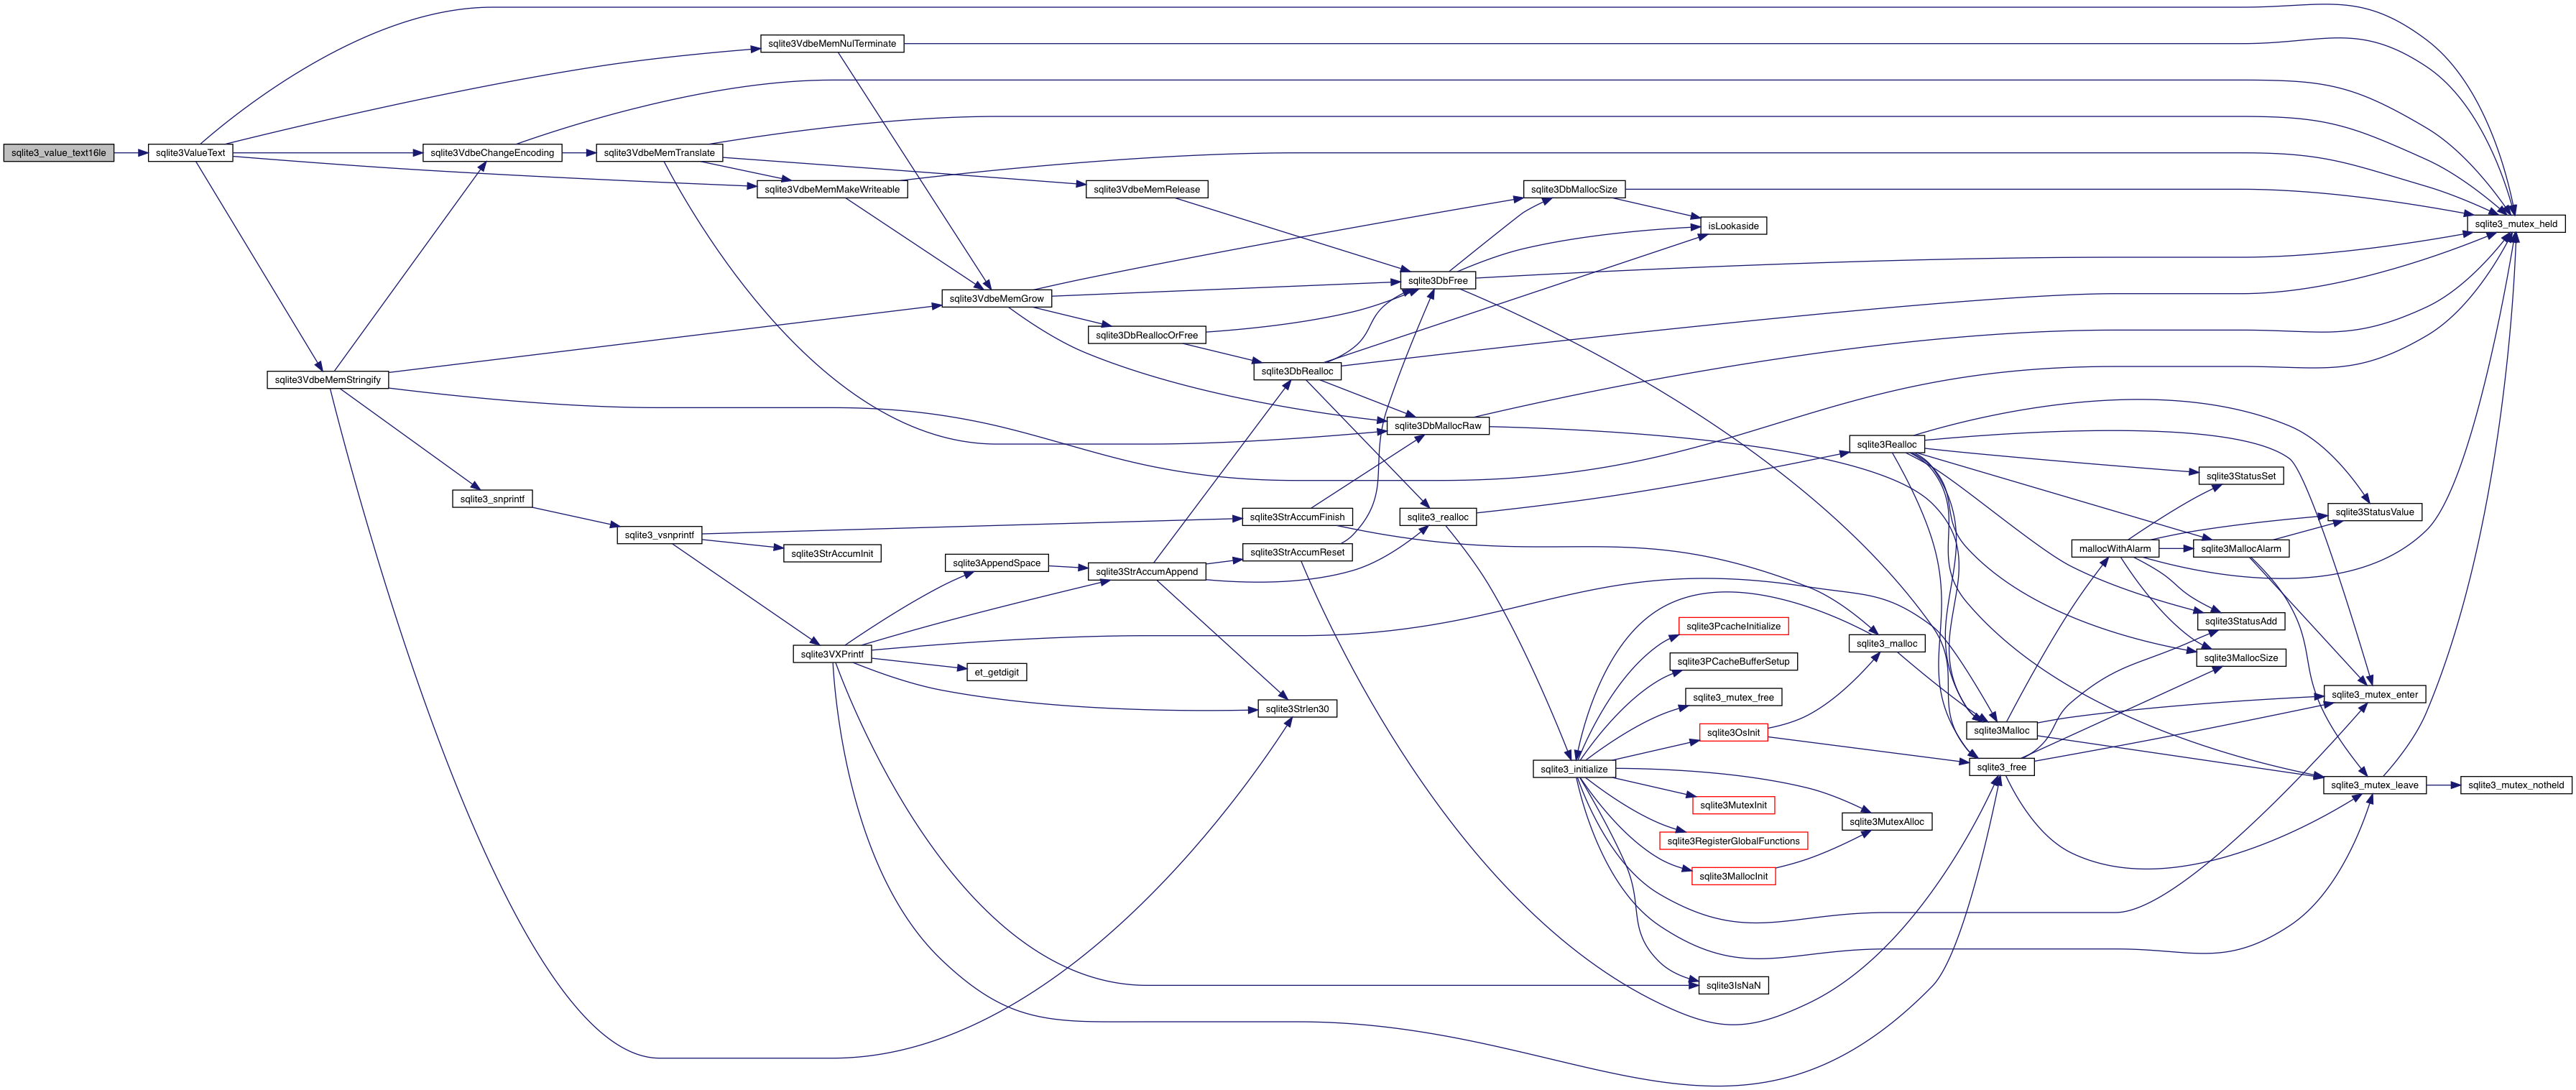 sqlite3_value_text16le
sqlite3ValueText
sqlite3VdbeMemStringify
sqlite3VdbeChangeEncoding
sqlite3_snprintf
sqlite3VdbeMemTranslate
sqlite3_vsnprintf
sqlite3VdbeMemNulTerminate
sqlite3VdbeMemMakeWriteable
sqlite3StrAccumInit
sqlite3VXPrintf
sqlite3VdbeMemGrow
sqlite3AppendSpace
et_getdigit
sqlite3VdbeMemRelease
sqlite3DbReallocOrFree
sqlite3StrAccumAppend
sqlite3DbRealloc
sqlite3StrAccumFinish
sqlite3StrAccumReset
sqlite3Strlen30
sqlite3DbFree
sqlite3DbMallocRaw
sqlite3_realloc
sqlite3DbMallocSize
sqlite3_initialize
isLookaside
sqlite3PcacheInitialize
sqlite3PCacheBufferSetup
sqlite3_mutex_free
sqlite3OsInit
sqlite3MutexInit
sqlite3RegisterGlobalFunctions
sqlite3MallocInit
sqlite3IsNaN
sqlite3Realloc
sqlite3_malloc
sqlite3MutexAlloc
sqlite3Malloc
sqlite3_free
mallocWithAlarm
sqlite3StatusSet
sqlite3MallocAlarm
sqlite3StatusAdd
sqlite3MallocSize
sqlite3StatusValue
sqlite3_mutex_enter
sqlite3_mutex_leave
sqlite3_mutex_held
sqlite3_mutex_notheld